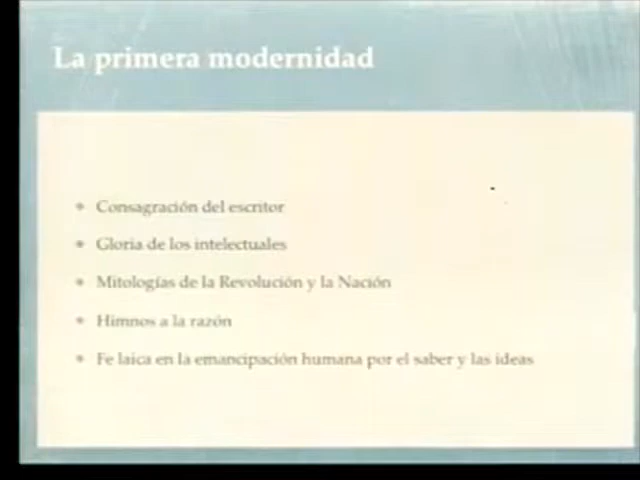 La primera modernidad
Consagración del escritor
Gloria de los intelectuales
Mitologías de la Revolución y la Nación
Himnos a la razón
Fe laica en la emancipación humana por el saber y las ideas